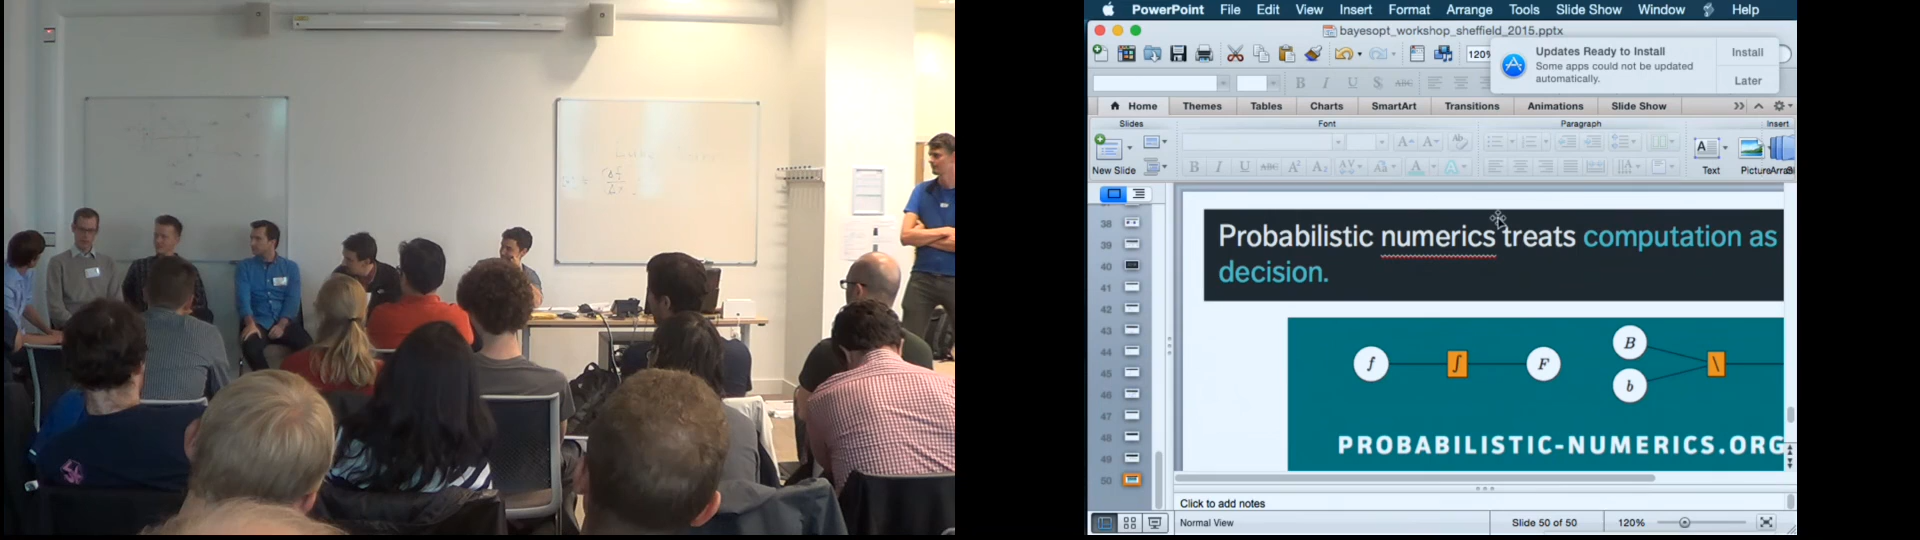 PowerPoint File Edit View Insert Format Arrange Tools Slide Show Window Help
bayesopt_workshop_sheffield_2015.pptx
120%
Updates Ready to Install
Some apps could not be updated
automatically.
Install
Later
Home Themes Tables Charts SmartArt Transitions Animations Slide Show
Slides Font Paragraph Insert
New Slide Text Picture
38
39
40
41
42
43
44
45
46
47
48
49
50
Probabilistic numerics treats computation as
decision.
f ∫ F
B
b
\
PROBABILISTIC-NUMERICS.ORG
Click to add notes
Normal View Slide 50 of 50 120%